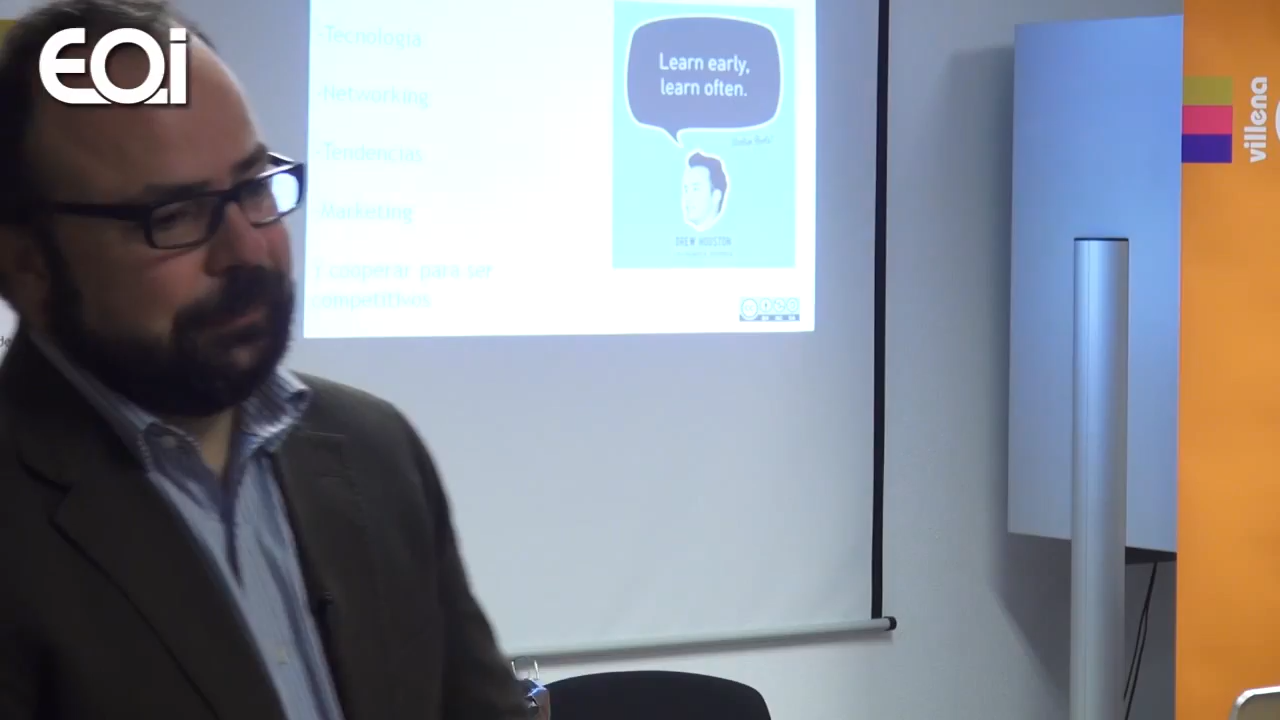 EOi
-Tecnología
-Networking
-Tendencias
-Marketing
Y cooperar para ser
competitivos
Learn early,
learn often.
DREW HOUSTON
villena